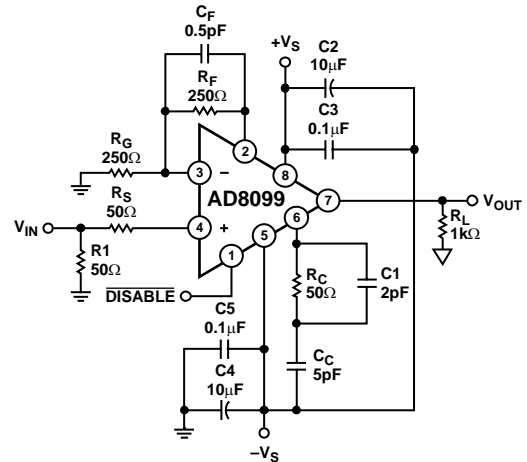 C_F
0.5pF
R_F
250Ω
+V_S
C2
10μF
C3
0.1μF
R_G
250Ω
2
3
–
AD8099
8
7
V_OUT
R_S
50Ω
V_IN
4
+
6
R_L
1kΩ
R1
50Ω
1
5
DISABLE
R_C
50Ω
C1
2pF
C5
0.1μF
C4
10μF
C_C
5pF
–V_S